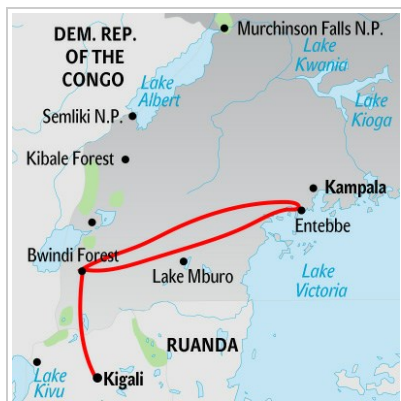 Murchinson Falls N.P.
DEM. REP.
OF THE
CONGO
Lake
Kwania
Lake
Albert
Lake
Kioga
Semliki N.P.
Kibale Forest
Kampala
Entebbe
Bwindi Forest
Lake Mburo
Lake
Victoria
RUANDA
Lake
Kivu
Kigali